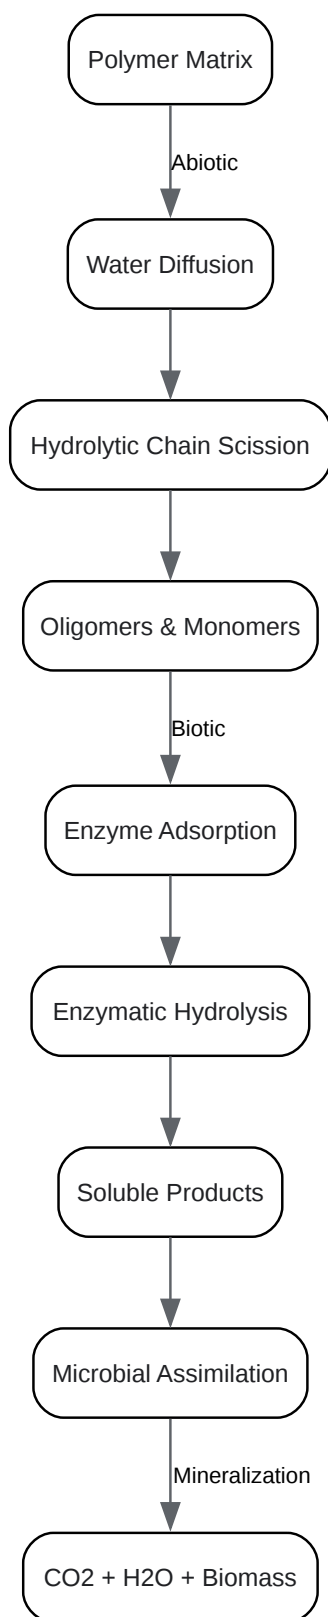 Polymer Matrix
Abiotic
Water Diffusion
Hydrolytic Chain Scission
Oligomers & Monomers
Biotic
Enzyme Adsorption
Enzymatic Hydrolysis
Soluble Products
Microbial Assimilation
Mineralization
CO2 + H2O + Biomass